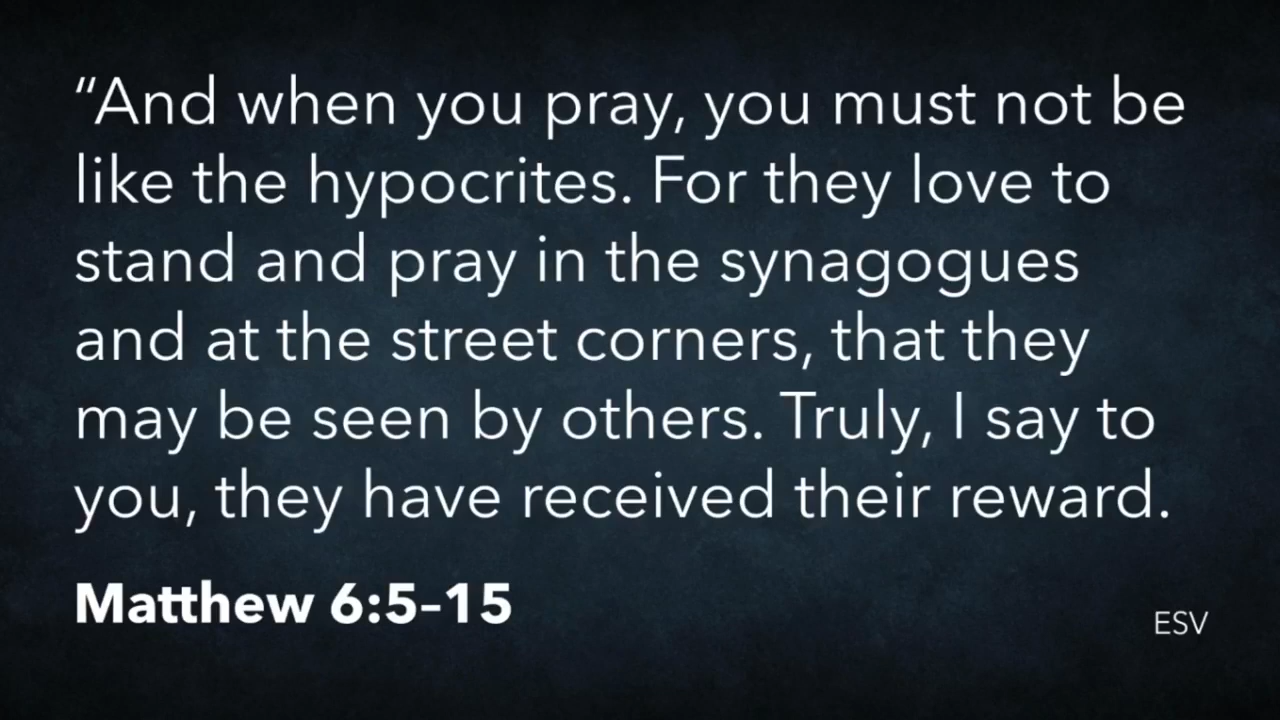 “And when you pray, you must not be
like the hypocrites. For they love to
stand and pray in the synagogues
and at the street corners, that they
may be seen by others. Truly, I say to
you, they have received their reward.
Matthew 6:5–15
ESV